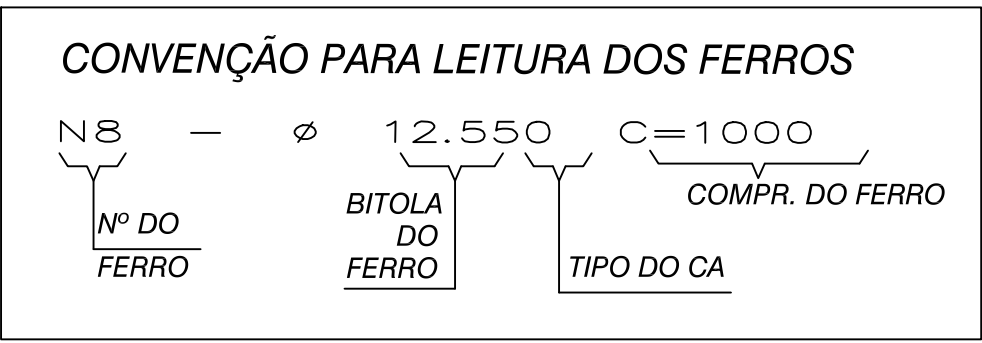 CONVENÇÃO PARA LEITURA DOS FERROS
N8 – ø 12.550 C=1000
Nº DO
FERRO
BITOLA
DO
FERRO
TIPO DO CA
COMPR. DO FERRO